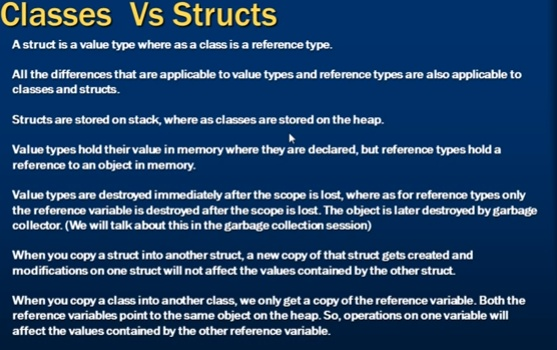 Classes Vs Structs
A struct is a value type where as a class is a reference type.
All the differences that are applicable to value types and reference types are also applicable to
classes and structs.
Structs are stored on stack, where as classes are stored on the heap.
Value types hold their value in memory where they are declared, but reference types hold a
reference to an object in memory.
Value types are destroyed immediately after the scope is lost, where as for reference types only
the reference variable is destroyed after the scope is lost. The object is later destroyed by garbage
collector. (We will talk about this in the garbage collection session)
When you copy a struct into another struct, a new copy of that struct gets created and
modifications on one struct will not affect the values contained by the other struct.
When you copy a class into another class, we only get a copy of the reference variable. Both the
reference variables point to the same object on the heap. So, operations on one variable will
affect the values contained by the other reference variable.